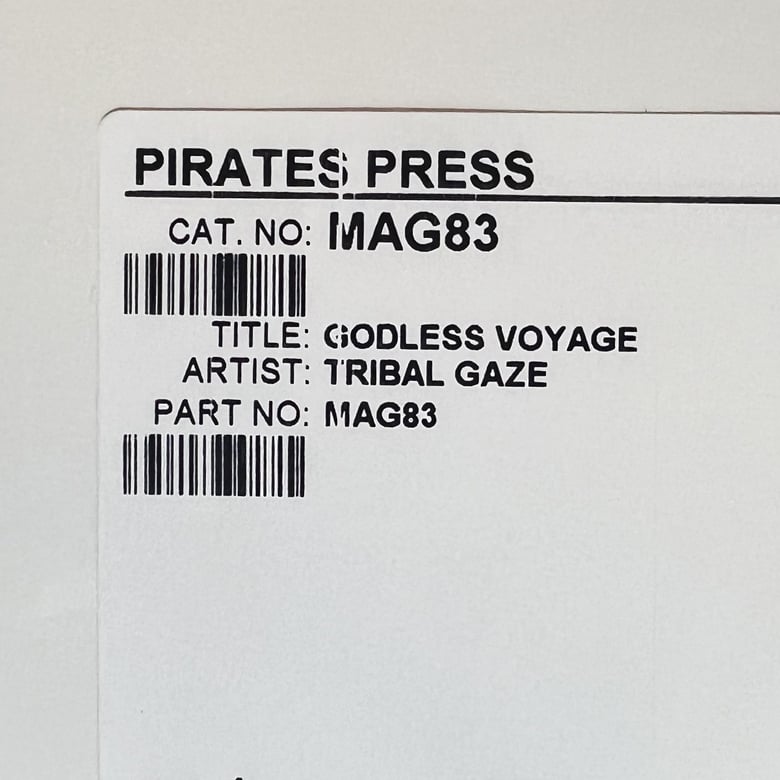 PIRATES PRESS
CAT. NO: MAG83
TITLE: GODLESS VOYAGE
ARTIST: TRIBAL GAZE
PART NO: MAG83